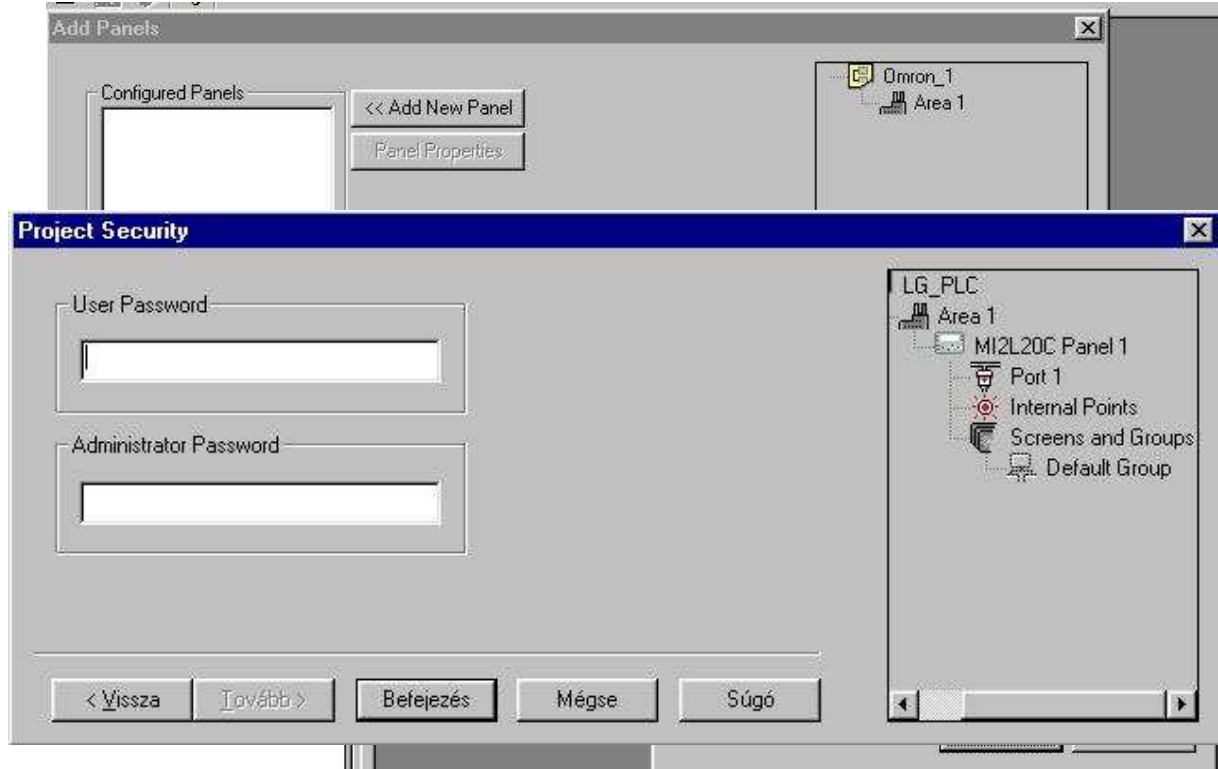 Add Panels
Configured Panels
<< Add New Panel
Panel Properties
Omron_1
Area 1
Project Security
User Password
Administrator Password
LG_PLC
Area 1
MI2L20C Panel 1
Port 1
Internal Points
Screens and Groups
Default Group
< Vissza
Tovább >
Befejezés
Mégse
Súgó